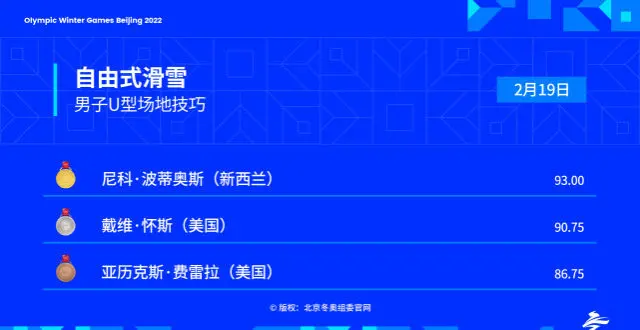 Olympic Winter Games Beijing 2022
自由式滑雪
男子U型场地技巧
2月19日
尼科·波蒂奥斯（新西兰） 93.00
戴维·怀斯（美国） 90.75
亚历克斯·费雷拉（美国） 86.75
© 版权：北京冬奥组委官网